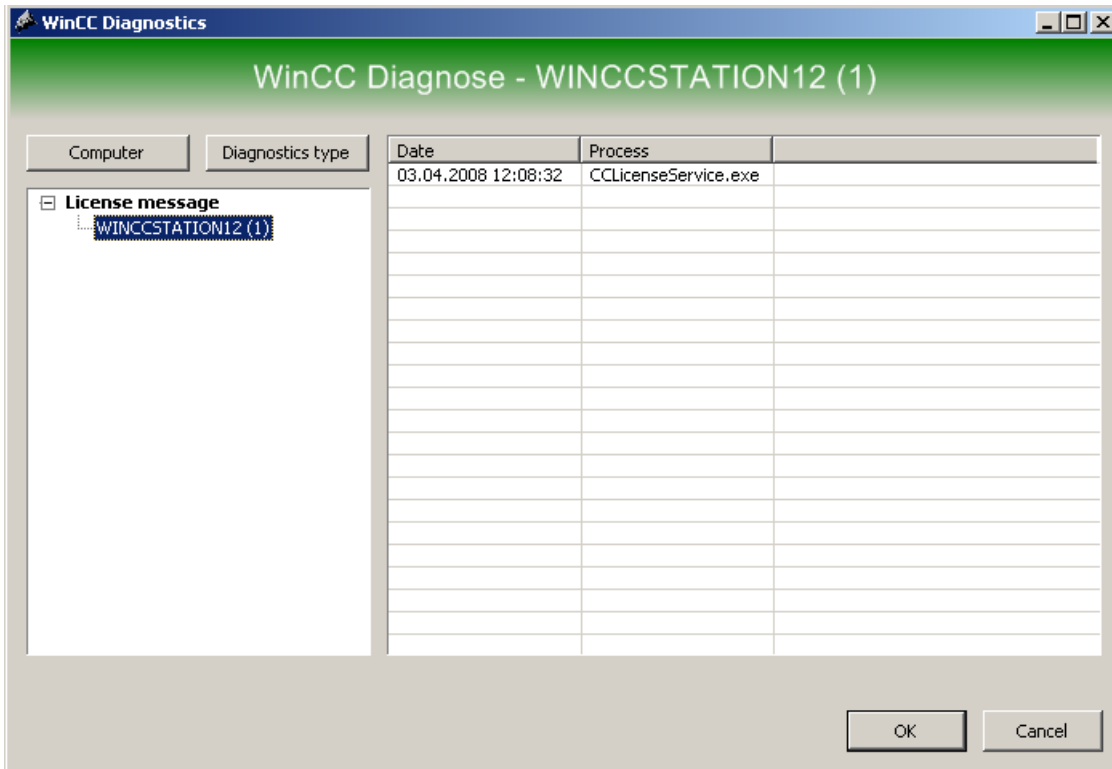 WinCC Diagnostics
WinCC Diagnose - WINCCSTATION12 (1)
Computer Diagnostics type
License message
WINCCSTATION12 (1)
Date Process
03.04.2008 12:08:32 CCLicenseService.exe
OK Cancel